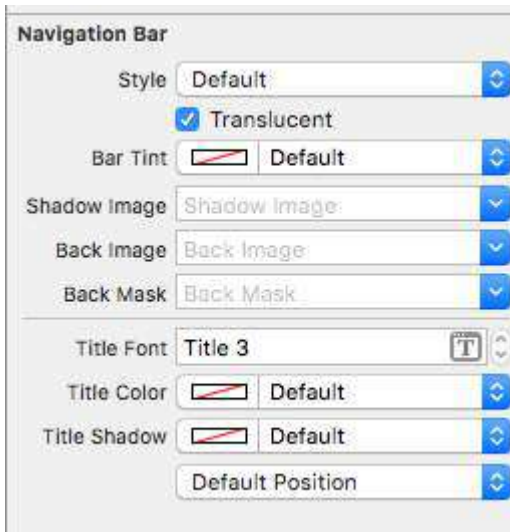 Navigation Bar
Style Default
Translucent
Bar Tint Default
Shadow Image Shadow Image
Back Image Back Image
Back Mask Back Mask
Title Font Title 3 T
Title Color Default
Title Shadow Default
Default Position